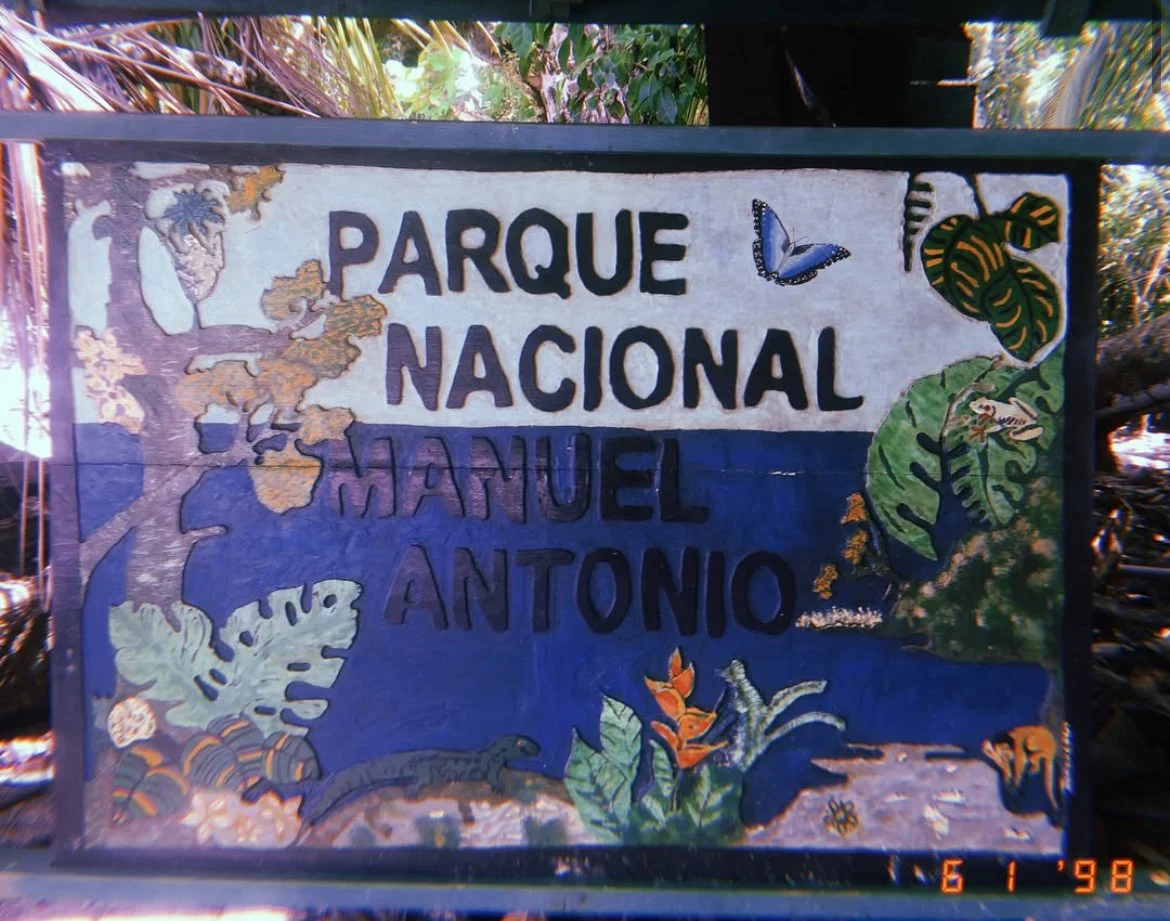 PARQUE
NACIONAL
MANUEL
ANTONIO
6 1 '98